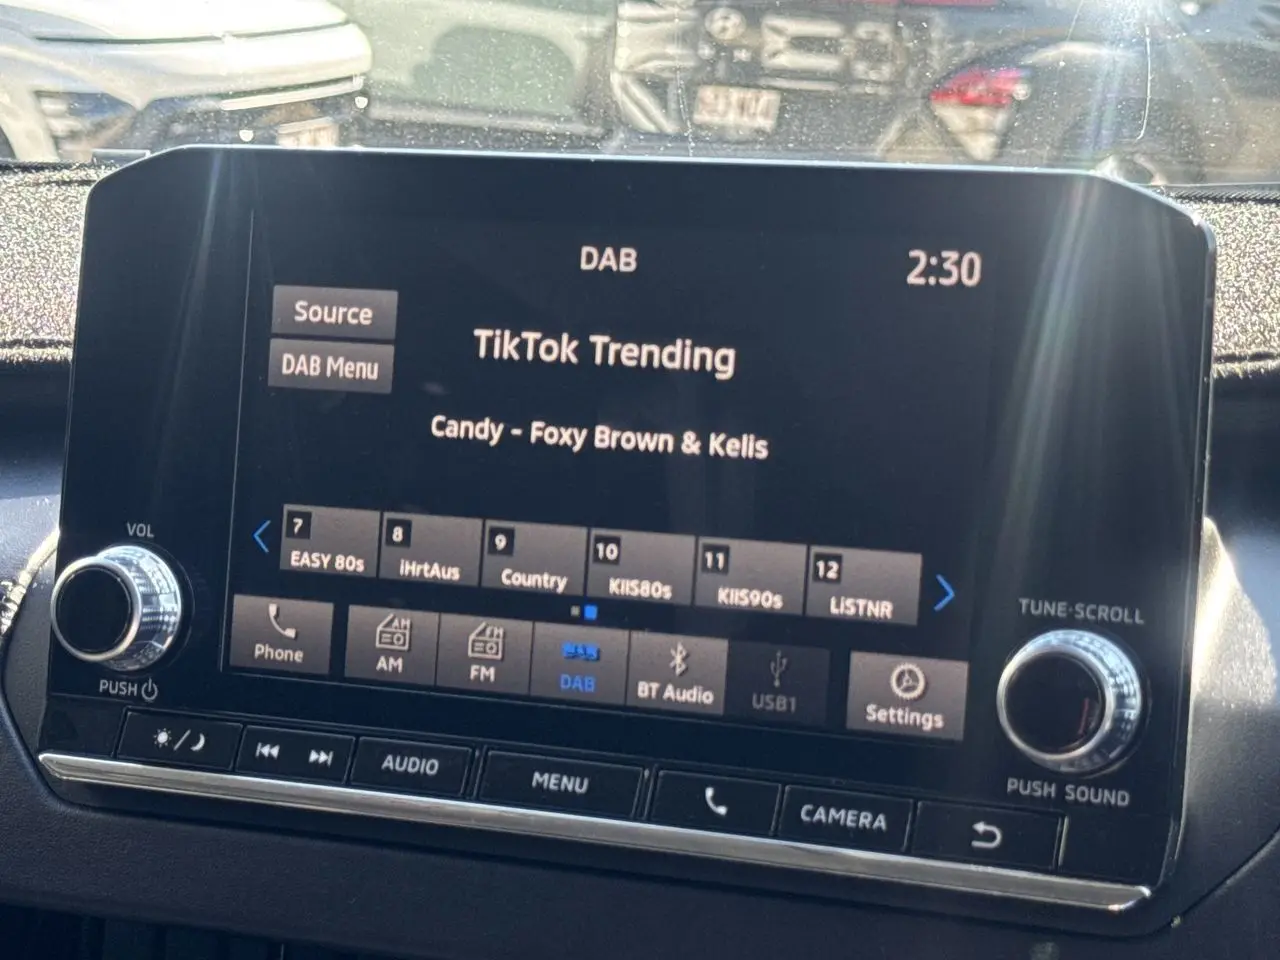 DAB
2:30
Source
TikTok Trending
DAB Menu
Candy - Foxy Brown & Kelis
7
EASY 80s
8
iHrtAus
9
Country
10
KIIS80s
11
KIIS90s
12
LiSTNR
VOL
PUSH
TUNE·SCROLL
PUSH SOUND
Phone
AM
AM
FM
FM
DAB
BT Audio
USB1
Settings
AUDIO
MENU
CAMERA